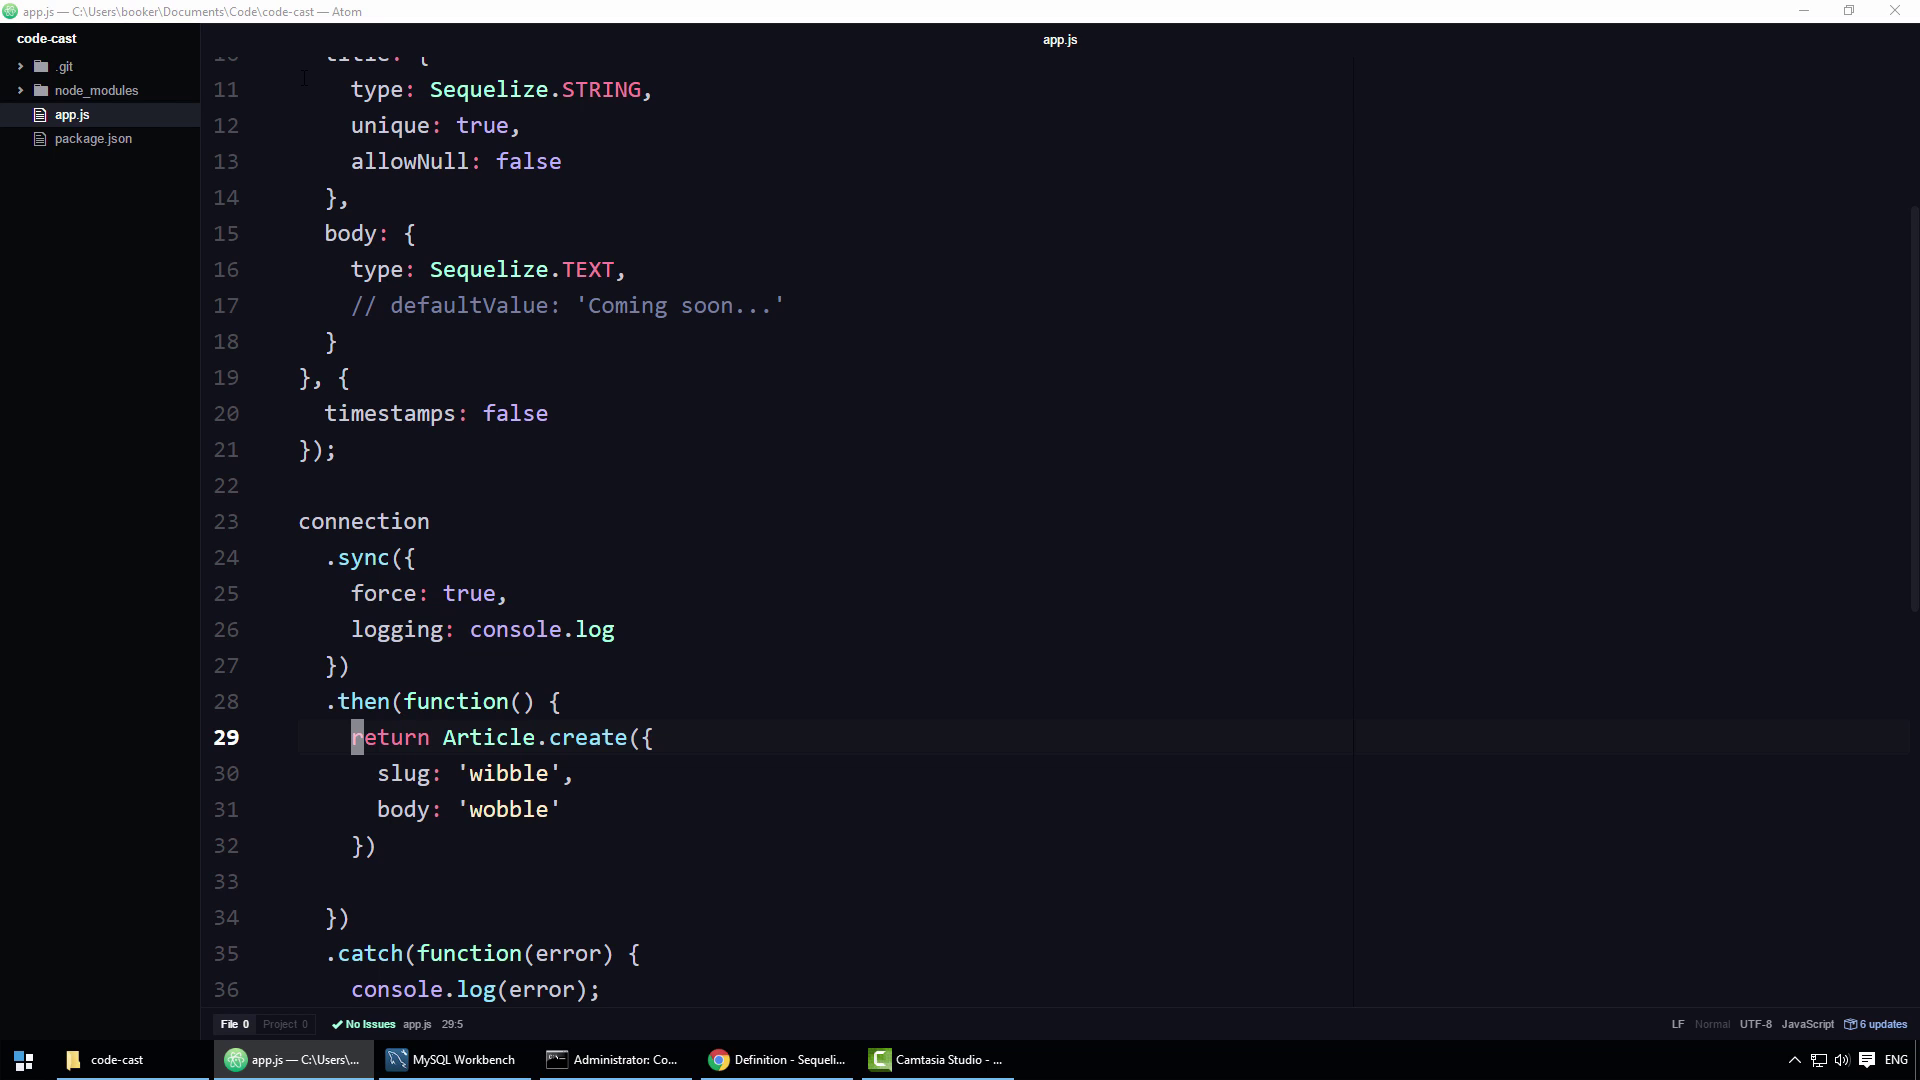 app.js — C:\Users\booker\Documents\Code\code-cast — Atom
code-cast
.git
node_modules
app.js
package.json
app.js
10 title: {
11 type: Sequelize.STRING,
12 unique: true,
13 allowNull: false
14 },
15 body: {
16 type: Sequelize.TEXT,
17 // defaultValue: 'Coming soon...'
18 }
19 }, {
20 timestamps: false
21 });
22
23 connection
24 .sync({
25 force: true,
26 logging: console.log
27 })
28 .then(function() {
29 return Article.create({
30 slug: 'wibble',
31 body: 'wobble'
32 })
33
34 })
35 .catch(function(error) {
36 console.log(error);
File 0 Project 0 No Issues app.js 29:5 LF Normal UTF-8 JavaScript 6 updates
code-cast app.js — C:\Users\... MySQL Workbench Administrator: Co... Definition - Sequeli... Camtasia Studio - ... ENG